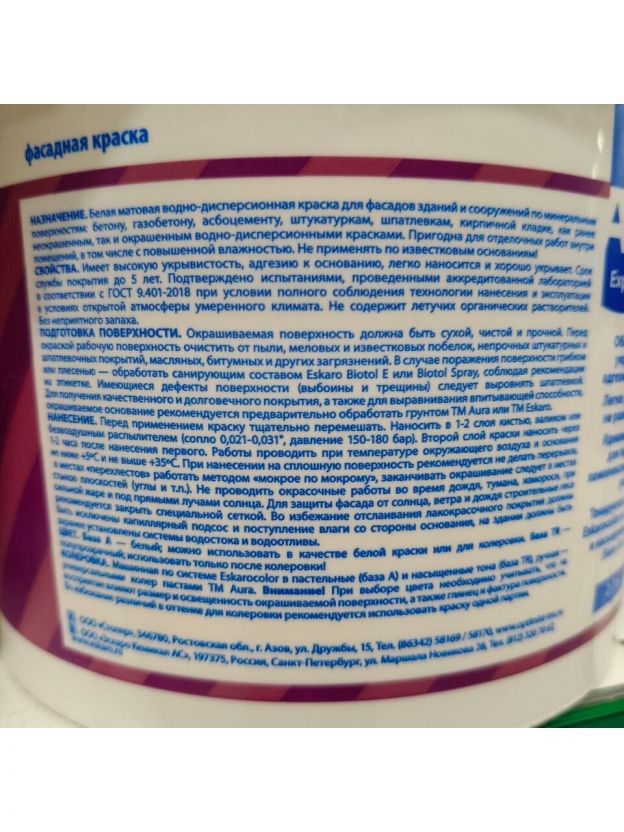 фасадная краска
НАЗНАЧЕНИЕ. Белая матовая водно-дисперсионная краска для фасадов зданий и сооружений по минеральным
поверхностям: бетону, газобетону, асбоцементу, штукатуркам, шпатлевкам, кирпичной кладке, как ранее
неокрашенным, так и окрашенным водно-дисперсионными красками. Пригодна для отделочных работ внутри
помещений, в том числе с повышенной влажностью. Не применять по известковым основаниям!
СВОЙСТВА. Имеет высокую укрывистость, адгезию к основанию, легко наносится и хорошо укрывает. Срок
службы покрытия до 5 лет. Подтверждено испытаниями, проведенными аккредитованной лабораторией
в соответствии с ГОСТ 9.401-2018 при условии полного соблюдения технологии нанесения и эксплуатации
в условиях открытой атмосферы умеренного климата. Не содержит летучих органических растворителей.
Без неприятного запаха.
ПОДГОТОВКА ПОВЕРХНОСТИ. Окрашиваемая поверхность должна быть сухой, чистой и прочной. Перед
окраской рабочую поверхность очистить от пыли, меловых и известковых побелок, непрочных штукатурных и
шпатлевочных покрытий, масляных, битумных и других загрязнений. В случае поражения поверхности грибком
или плесенью — обработать санирующим составом Eskaro Biotol E или Biotol Spray, соблюдая рекомендации
на этикетке. Имеющиеся дефекты поверхности (выбоины и трещины) следует выровнять шпатлевкой.
Для получения качественного и долговечного покрытия, а также для выравнивания впитывающей способности,
окрашиваемое основание рекомендуется предварительно обработать грунтом ТМ Aura или ТМ Eskaro.
НАНЕСЕНИЕ. Перед применением краску тщательно перемешать. Наносить в 1-2 слоя кистью, валиком или
безвоздушным распылителем (сопло 0,021-0,031", давление 150-180 бар). Второй слой краски наносить через
1-2 часа после нанесения первого. Работы проводить при температуре окружающего воздуха и основания
не ниже +5°С и не выше +35°С. При нанесении на сплошную поверхность рекомендуется не делать перерывов,
в местах «перехлестов» работать методом «мокрое по мокрому», заканчивать окрашивание следует в местах
стыков плоскостей (углы и т.п.). Не проводить окрасочные работы во время дождя, тумана, измороси, при
сильной жаре и под прямыми лучами солнца. Для защиты фасада от солнца, ветра и дождя строительные леса
рекомендуется закрыть специальной сеткой. Во избежание отслаивания лакокрасочного покрытия должны
быть исключены капиллярный подсос и поступление влаги со стороны основания, на здании должны быть
заранее установлены системы водостока и водоотливы.
ЦВЕТ. База А — белый; можно использовать в качестве белой краски или для колеровки. База TR —
полупрозрачный; использовать только после колеровки!
КОЛЕРОВКА. Машинная по системе Eskarocolor в пастельные (база А) и насыщенные тона (база TR), ручная —
колер пастами ТМ Aura. Внимание! При выборе цвета необходимо учитывать, что на
восприятие влияют размер и освещенность окрашиваемой поверхности, а также глянец и фактура поверхности.
Во избежание различий в оттенке для колеровки рекомендуется использовать краску одной партии.
346780, Ростовская обл., г. Азов, ул. Дружбы, 15, Тел. (86342) 58169 / 58170,
ООО «Эскаро Кемикал АС», 197375, Россия, Санкт-Петербург, ул. Маршала Новикова 28, Тел. (812)